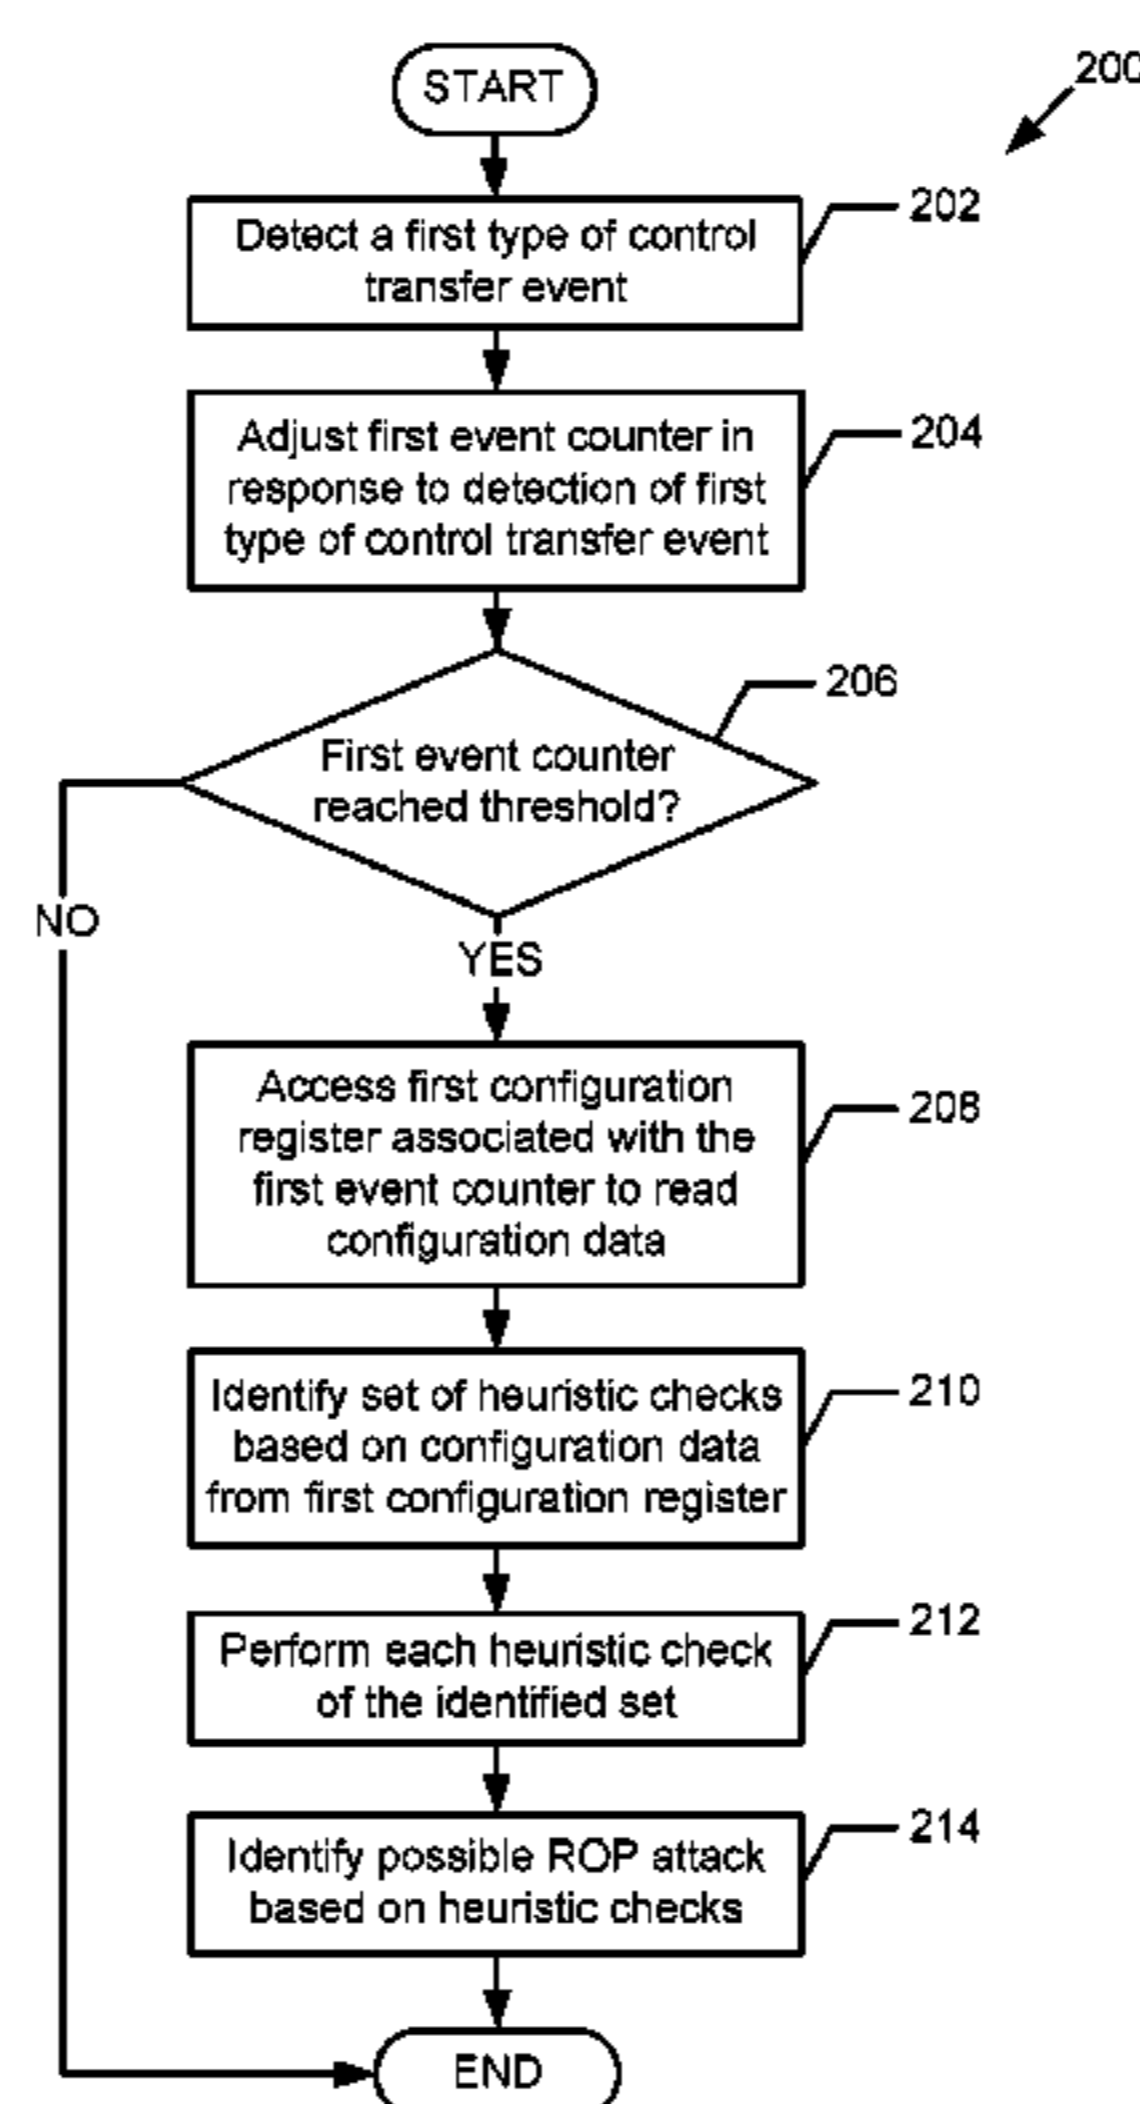 START
200
Detect a first type of control
transfer event
202
Adjust first event counter in
response to detection of first
type of control transfer event
204
First event counter
reached threshold?
206
NO
YES
Access first configuration
register associated with the
first event counter to read
configuration data
208
Identify set of heuristic checks
based on configuration data
from first configuration register
210
Perform each heuristic check
of the identified set
212
Identify possible ROP attack
based on heuristic checks
214
END